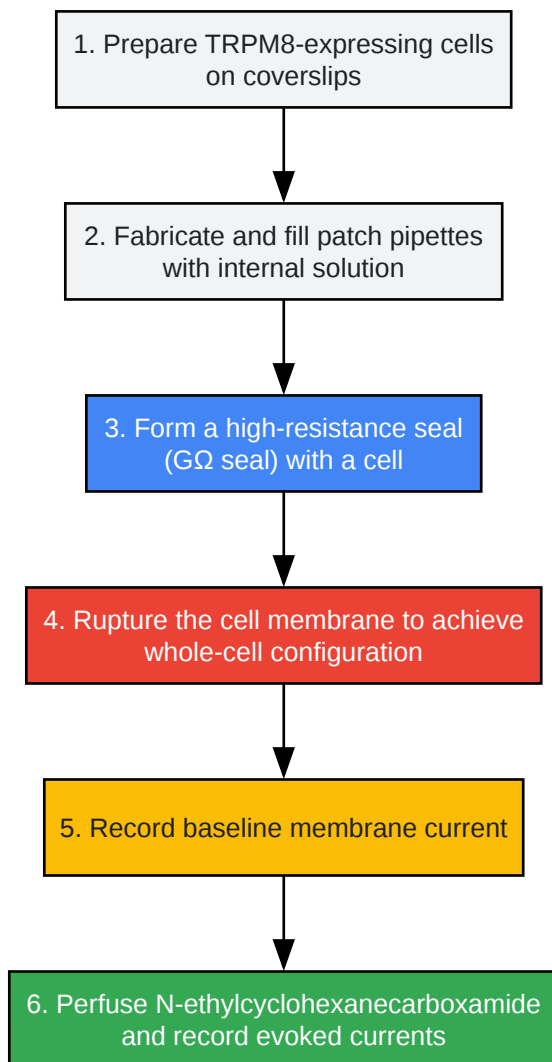 1. Prepare TRPM8-expressing cells
on coverslips
2. Fabricate and fill patch pipettes
with internal solution
3. Form a high-resistance seal
(GΩ seal) with a cell
4. Rupture the cell membrane to achieve
whole-cell configuration
5. Record baseline membrane current
6. Perfuse N-ethylcyclohexanecarboxamide
and record evoked currents